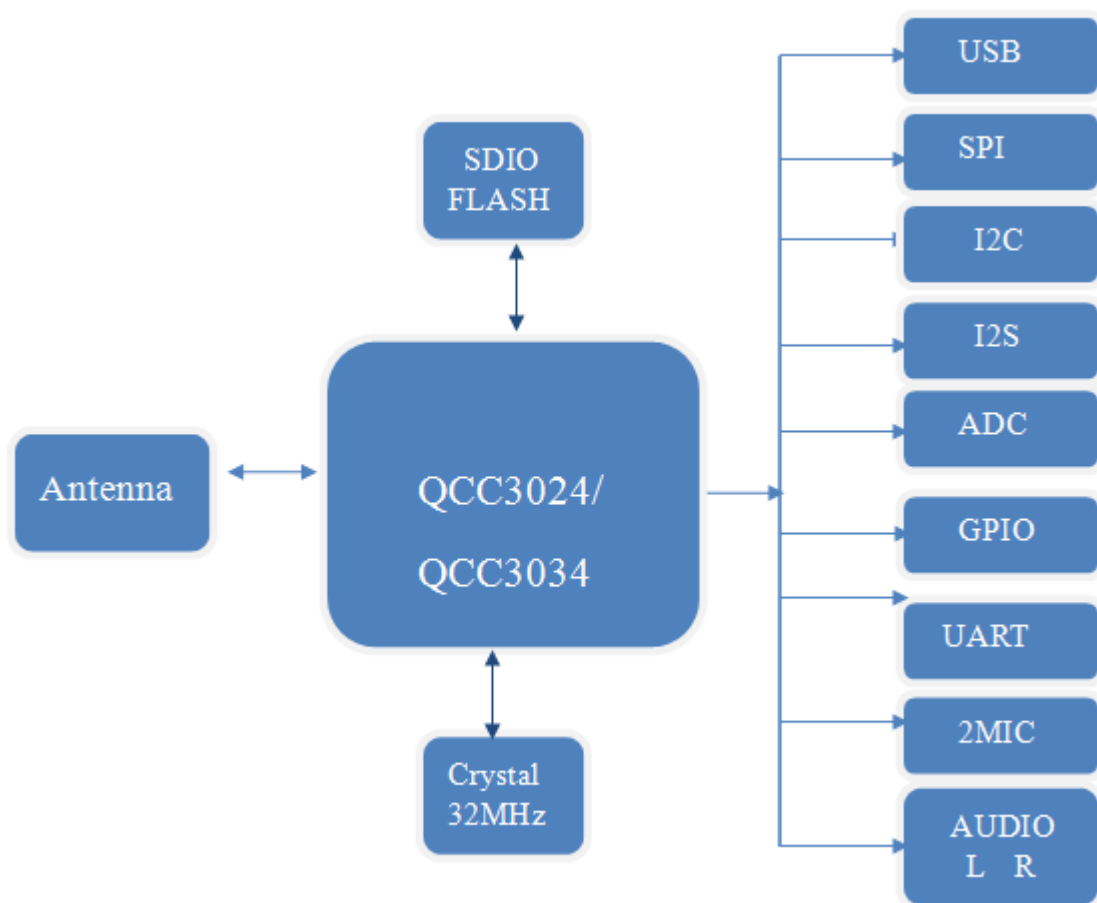 USB
SDIO
FLASH
SPI
I2C
I2S
ADC
Antenna
QCC3024/
QCC3034
GPIO
UART
2MIC
Crystal
32MHz
AUDIO
L R